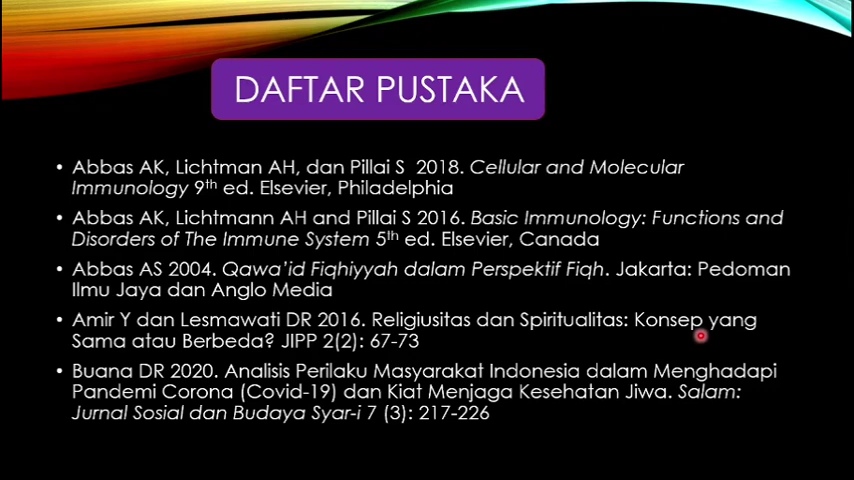 DAFTAR PUSTAKA
• Abbas AK, Lichtman AH, dan Pillai S 2018. Cellular and Molecular
Immunology 9th ed. Elsevier, Philadelphia
• Abbas AK, Lichtmann AH and Pillai S 2016. Basic Immunology: Functions and
Disorders of The Immune System 5th ed. Elsevier, Canada
• Abbas AS 2004. Qawa'id Fiqhiyyah dalam Perspektif Fiqh. Jakarta: Pedoman
Ilmu Jaya dan Anglo Media
• Amir Y dan Lesmawati DR 2016. Religiusitas dan Spiritualitas: Konsep yang
Sama atau Berbeda? JIPP 2(2): 67-73
• Buana DR 2020. Analisis Perilaku Masyarakat Indonesia dalam Menghadapi
Pandemi Corona (Covid-19) dan Kiat Menjaga Kesehatan Jiwa. Salam:
Jurnal Sosial dan Budaya Syar-i 7 (3): 217-226